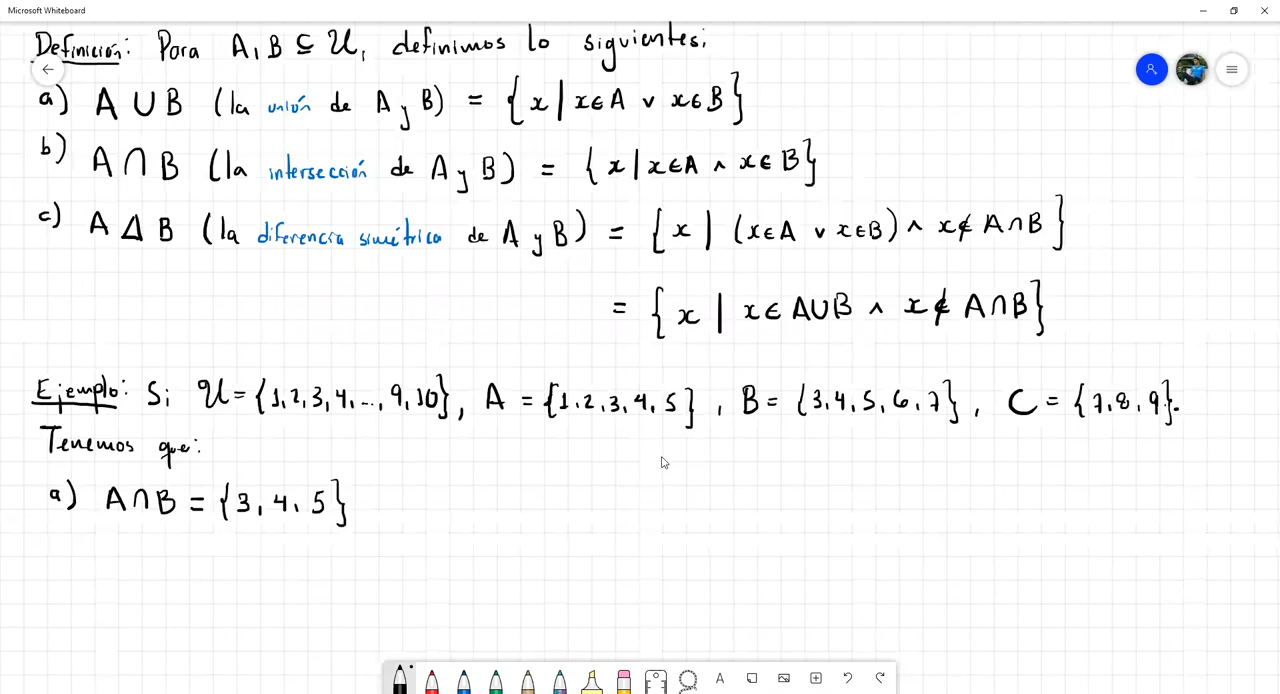 Microsoft Whiteboard
Definición: Para A, B ⊆ U, definimos lo siguientes:
a) A ∪ B (la unión de A y B) = {x | x ∈ A ∨ x ∈ B}
b) A ∩ B (la intersección de A y B) = {x | x ∈ A ∧ x ∈ B}
c) A Δ B (la diferencia simétrica de A y B) = {x | (x ∈ A ∨ x ∈ B) ∧ x ∉ A ∩ B}
= {x | x ∈ A ∪ B ∧ x ∉ A ∩ B}
Ejemplo: Si U = {1, 2, 3, 4, ..., 9, 10}, A = {1, 2, 3, 4, 5}, B = {3, 4, 5, 6, 7}, C = {7, 8, 9}.
Tenemos que:
a) A ∩ B = {3, 4, 5}